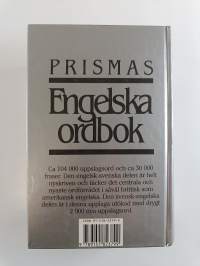 PRISMAS
Engelska
ordbok
Ca 104 000 uppslagsord och ca 30 000
fraser. Den engelsk-svenska delen är helt
nyskriven och täcker det centrala och
nyaste ordförrådet i såväl brittisk som
amerikansk engelska. Den svensk-engelska
delen är i denna upplaga utökad med drygt
2 000 nya uppslagsord.